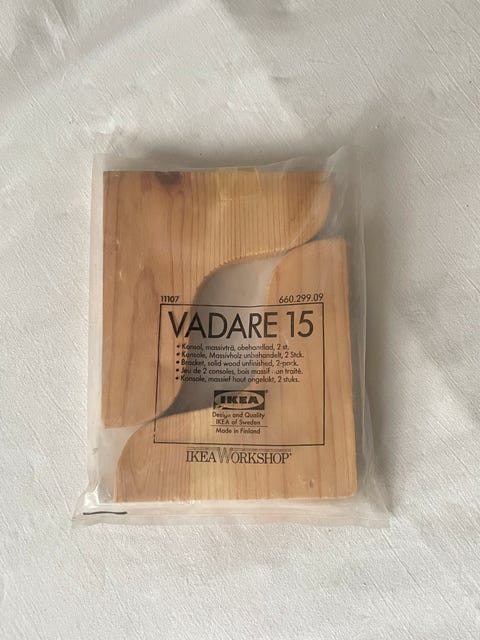 11107 660.299.09
VADARE 15
• Konsol, massivträ, obehandlad, 2 st.
• Konsole, Massivholz unbehandelt, 2 Stck.
• Bracket, solid wood unfinished, 2-pack.
• Jeu de 2 consoles, bois massif non traité.
• Konsole, massief hout ongelakt, 2 stuks.
IKEA
Design and Quality
IKEA of Sweden
Made in Finland
IKEA WORKSHOP